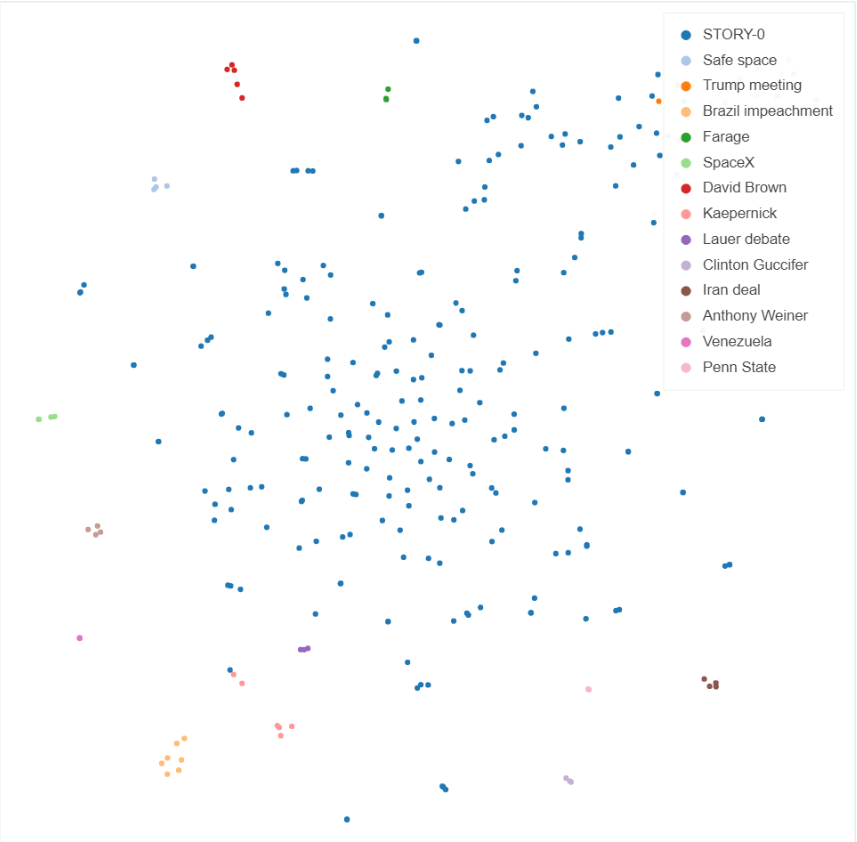 STORY-0
Safe space
Trump meeting
Brazil impeachment
Farage
SpaceX
David Brown
Kaepernick
Lauer debate
Clinton Guccifer
Iran deal
Anthony Weiner
Venezuela
Penn State